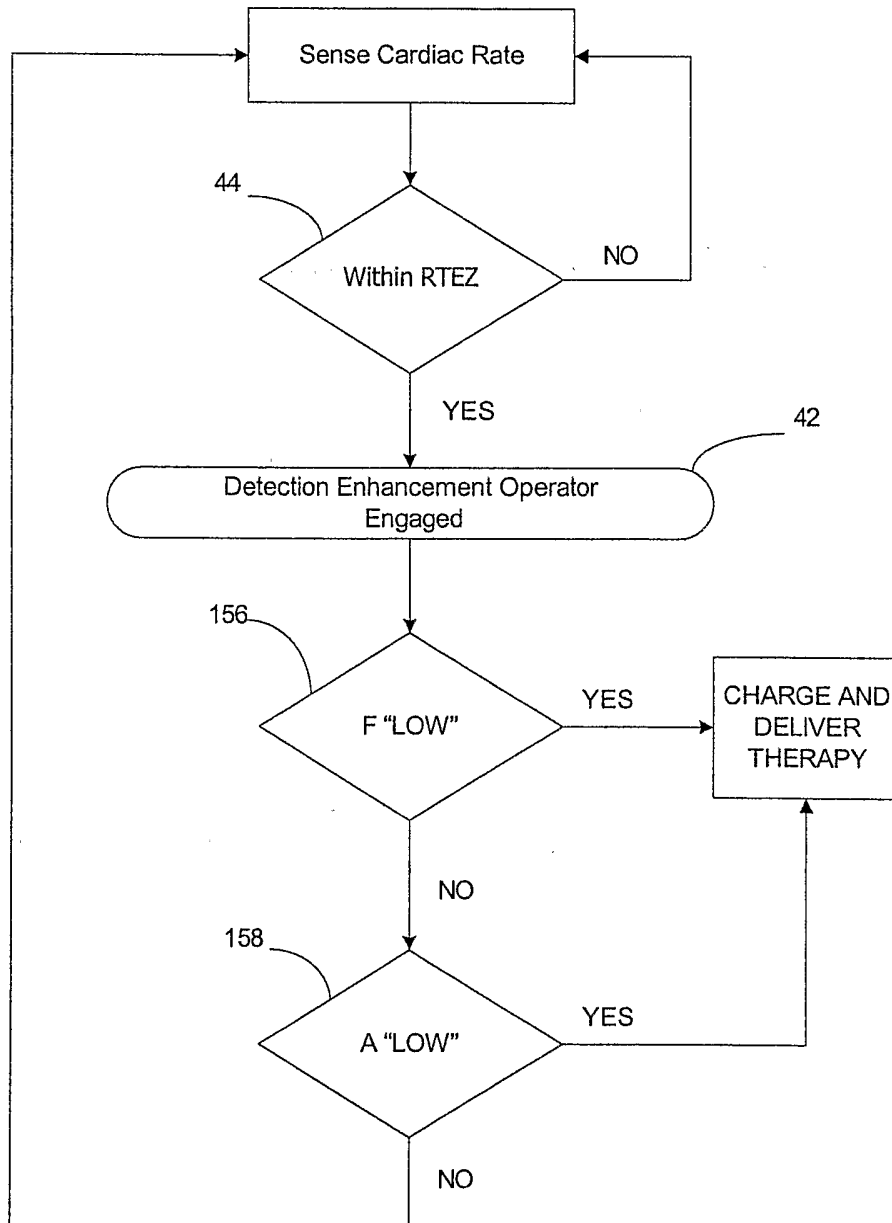 Sense Cardiac Rate
44
Within RTEZ
NO
YES
42
Detection Enhancement Operator
Engaged
156
F “LOW”
YES
CHARGE AND
DELIVER
THERAPY
NO
158
A “LOW”
YES
NO